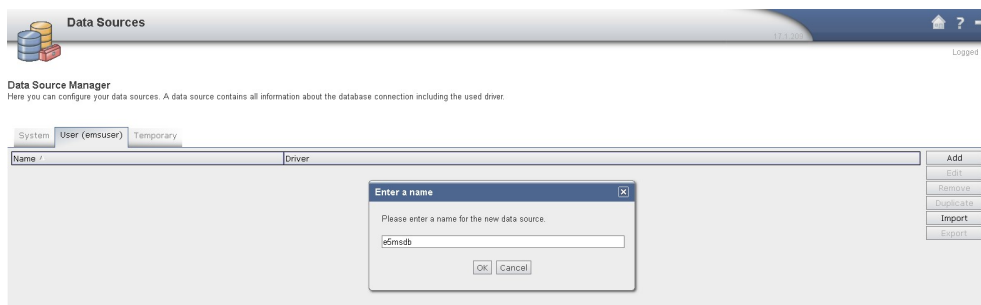 Data Sources
?
Logged
Data Source Manager
Here you can configure your data sources. A data source contains all information about the database connection including the used driver.
System User (emsuser) Temporary
Name / Driver
Add
Edit
Remove
Duplicate
Import
Export
Enter a name
Please enter a name for the new data source.
e5msdb
OK Cancel